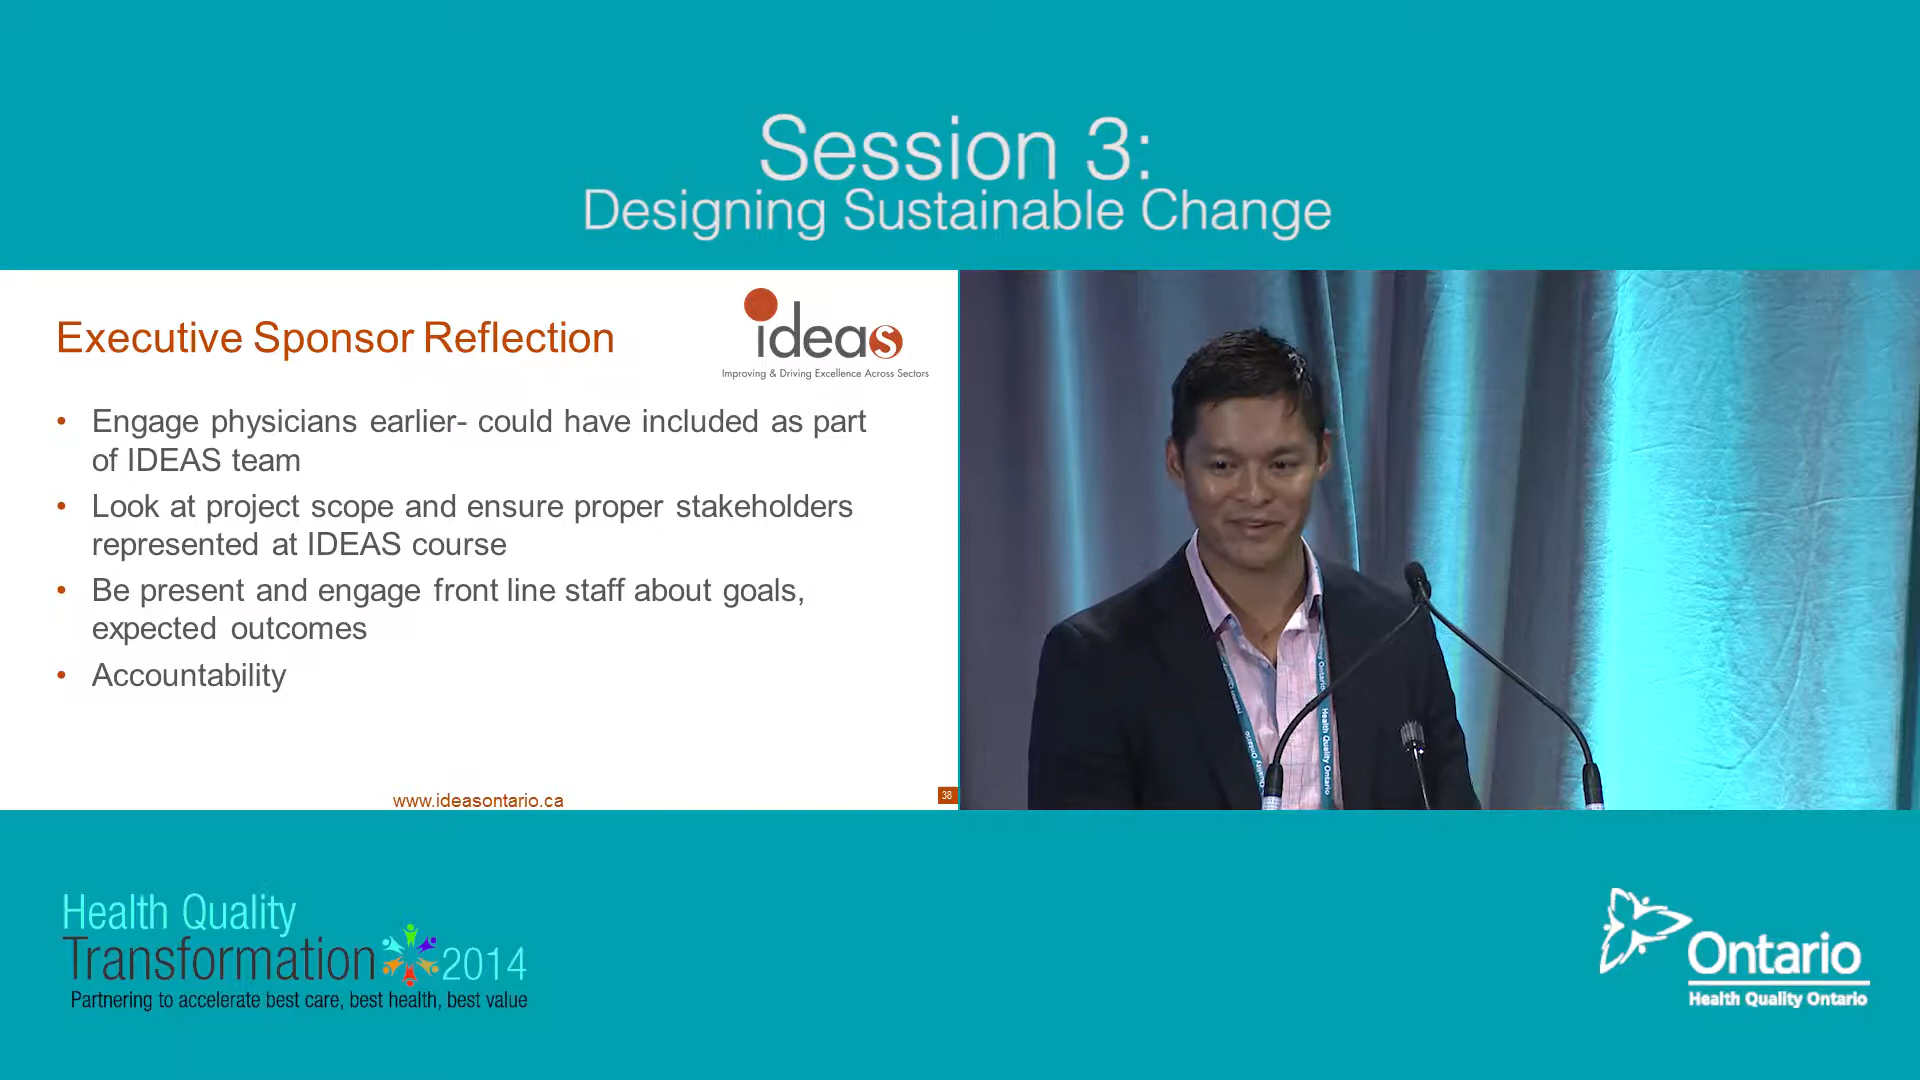 Session 3:
Designing Sustainable Change
Executive Sponsor Reflection
ideas
Improving & Driving Excellence Across Sectors
• Engage physicians earlier- could have included as part
of IDEAS team
• Look at project scope and ensure proper stakeholders
represented at IDEAS course
• Be present and engage front line staff about goals,
expected outcomes
• Accountability
www.ideasontario.ca
38
Health Quality Ontario
Health Quality
Transformation 2014
Partnering to accelerate best care, best health, best value
Ontario
Health Quality Ontario